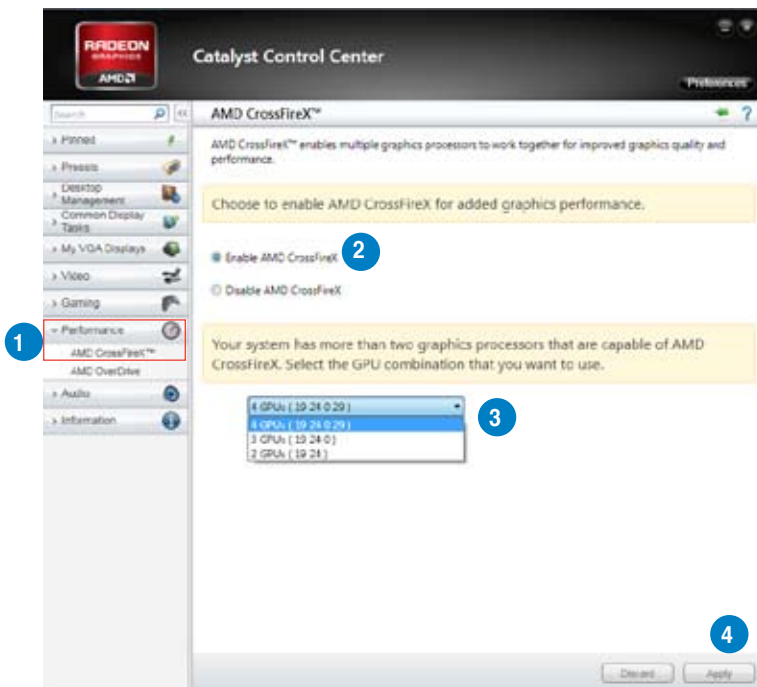 RADEON
GRAPHICS
AMD
Catalyst Control Center
Preferences
Search
AMD CrossFireX™
Pinned
AMD CrossFireX™ enables multiple graphics processors to work together for improved graphics quality and
performance.
Presets
Desktop
Management
Common Display
Tasks
My VGA Displays
Video
Gaming
Performance
AMD CrossFireX™
AMD OverDrive
Audio
Information
1
Choose to enable AMD CrossFireX for added graphics performance.
Enable AMD CrossFireX
2
Disable AMD CrossFireX
Your system has more than two graphics processors that are capable of AMD
CrossFireX. Select the GPU combination that you want to use.
4 GPUs ( 19 24 0 29 )
3
4 GPUs ( 19 24 0 29 )
3 GPUs ( 19 24 0 )
2 GPUs ( 19 24 )
4
Discard
Apply